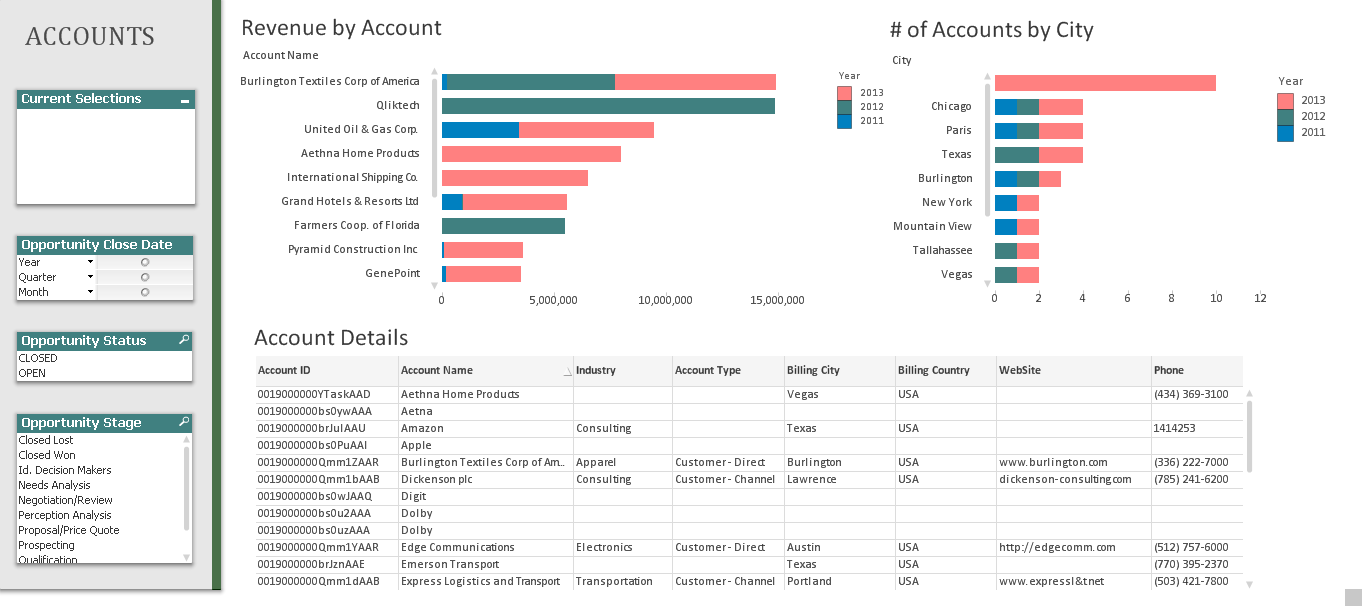 ACCOUNTS
Current Selections
Opportunity Close Date
Year
Quarter
Month
Opportunity Status
CLOSED
OPEN
Opportunity Stage
Closed Lost
Closed Won
Id. Decision Makers
Needs Analysis
Negotiation/Review
Perception Analysis
Proposal/Price Quote
Prospecting
Qualification
Revenue by Account
Account Name
Burlington Textiles Corp of America
Qliktech
United Oil & Gas Corp.
Aethna Home Products
International Shipping Co.
Grand Hotels & Resorts Ltd
Farmers Coop. of Florida
Pyramid Construction Inc
GenePoint
0 5,000,000 10,000,000 15,000,000
Year
2013
2012
2011
# of Accounts by City
City
Chicago
Paris
Texas
Burlington
New York
Mountain View
Tallahassee
Vegas
0 2 4 6 8 10 12
Year
2013
2012
2011
Account Details
Account ID Account Name Industry Account Type Billing City Billing Country WebSite Phone
0019000000YTaskAAD Aethna Home Products Vegas USA (434) 369-3100
0019000000bs0ywAAA Aetna
0019000000brJuIAAU Amazon Consulting Texas USA 1414253
0019000000bs0PuAAI Apple
0019000000Qmm1ZAAR Burlington Textiles Corp of Am... Apparel Customer - Direct Burlington USA www.burlington.com (336) 222-7000
0019000000Qmm1bAAB Dickenson plc Consulting Customer - Channel Lawrence USA dickenson-consulting.com (785) 241-6200
0019000000bs0wJAAQ Digit
0019000000bs0u2AAA Dolby
0019000000bs0uzAAA Dolby
0019000000Qmm1YAAR Edge Communications Electronics Customer - Direct Austin USA http://edgecomm.com (512) 757-6000
0019000000brJznAAE Emerson Transport Texas USA (770) 395-2370
0019000000Qmm1dAAB Express Logistics and Transport Transportation Customer - Channel Portland USA www.expressl&t.net (503) 421-7800